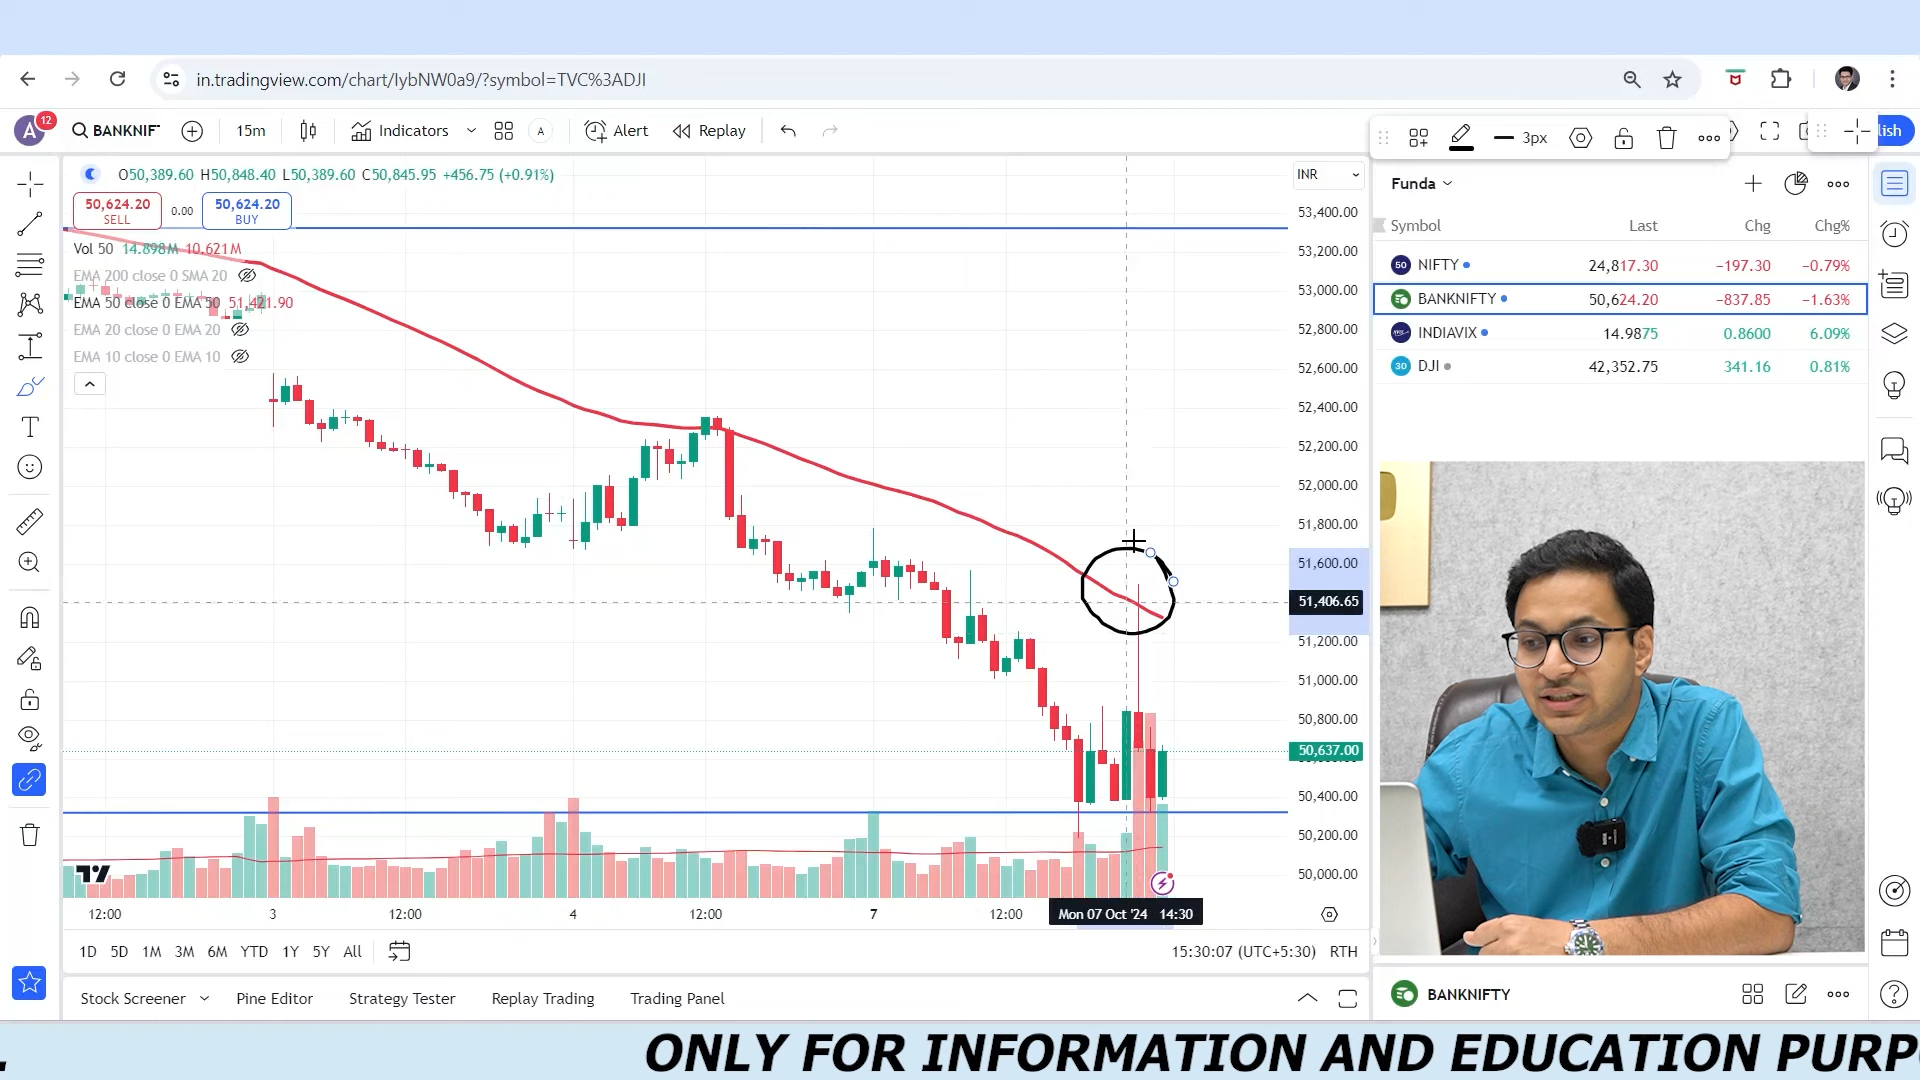 in.tradingview.com/chart/IybNW0a9/?symbol=TVC%3ADJI
A 12 BANKNIF 15m Indicators A Alert Replay 3px lish
O50,389.60 H50,848.40 L50,389.60 C50,845.95 +456.75 (+0.91%)
INR
50,624.20 SELL 0.00 50,624.20 BUY
Vol 50 14.898M 10.621M
EMA 200 close 0 SMA 20
EMA 50 close 0 EMA 50 51,421.90
EMA 20 close 0 EMA 20
EMA 10 close 0 EMA 10
53,400.00
53,200.00
53,000.00
52,800.00
52,600.00
52,400.00
52,200.00
52,000.00
51,800.00
51,600.00
51,406.65
51,200.00
51,000.00
50,800.00
50,637.00
50,400.00
50,200.00
50,000.00
12:00 3 12:00 4 12:00 7 12:00 Mon 07 Oct '24 14:30
1D 5D 1M 3M 6M YTD 1Y 5Y All
15:30:07 (UTC+5:30) RTH
Stock Screener Pine Editor Strategy Tester Replay Trading Trading Panel
Funda
Symbol Last Chg Chg%
50 NIFTY 24,817.30 −197.30 −0.79%
BANKNIFTY 50,624.20 −837.85 −1.63%
INDIAVIX 14.9875 0.8600 6.09%
30 DJI 42,352.75 341.16 0.81%
BANKNIFTY
. ONLY FOR INFORMATION AND EDUCATION PURP